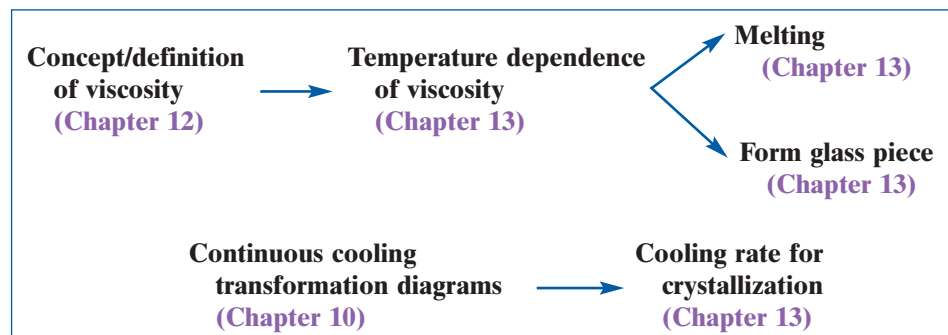 Concept/definition
of viscosity
(Chapter 12)
Temperature dependence
of viscosity
(Chapter 13)
Melting
(Chapter 13)
Form glass piece
(Chapter 13)
Continuous cooling
transformation diagrams
(Chapter 10)
Cooling rate for
crystallization
(Chapter 13)